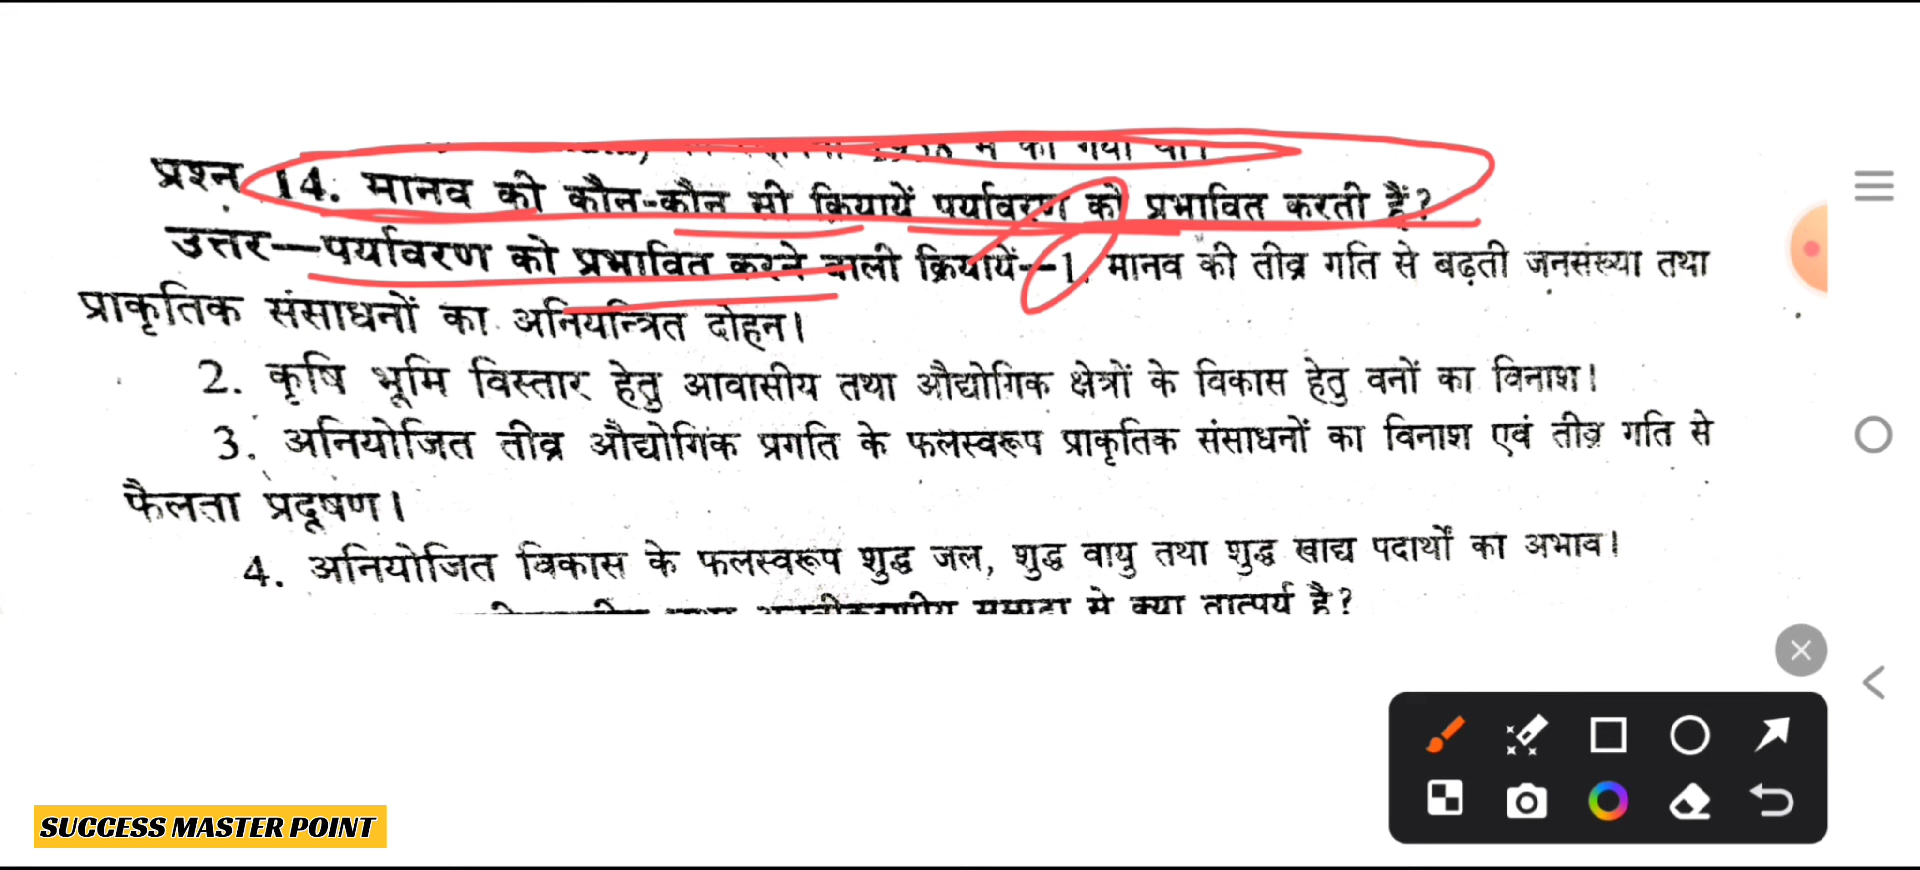 में की गयी थी।
प्रश्न 14. मानव की कौन-कौन सी क्रियायें पर्यावरण को प्रभावित करती हैं?
उत्तर—पर्यावरण को प्रभावित करने वाली क्रियायें—1. मानव की तीव्र गति से बढ़ती जनसंख्या तथा
प्राकृतिक संसाधनों का अनियन्त्रित दोहन।
2. कृषि भूमि विस्तार हेतु आवासीय तथा औद्योगिक क्षेत्रों के विकास हेतु वनों का विनाश।
3. अनियोजित तीव्र औद्योगिक प्रगति के फलस्वरूप प्राकृतिक संसाधनों का विनाश एवं तीव्र गति से
फैलता प्रदूषण।
4. अनियोजित विकास के फलस्वरूप शुद्ध जल, शुद्ध वायु तथा शुद्ध खाद्य पदार्थों का अभाव।
से क्या तात्पर्य है?
SUCCESS MASTER POINT